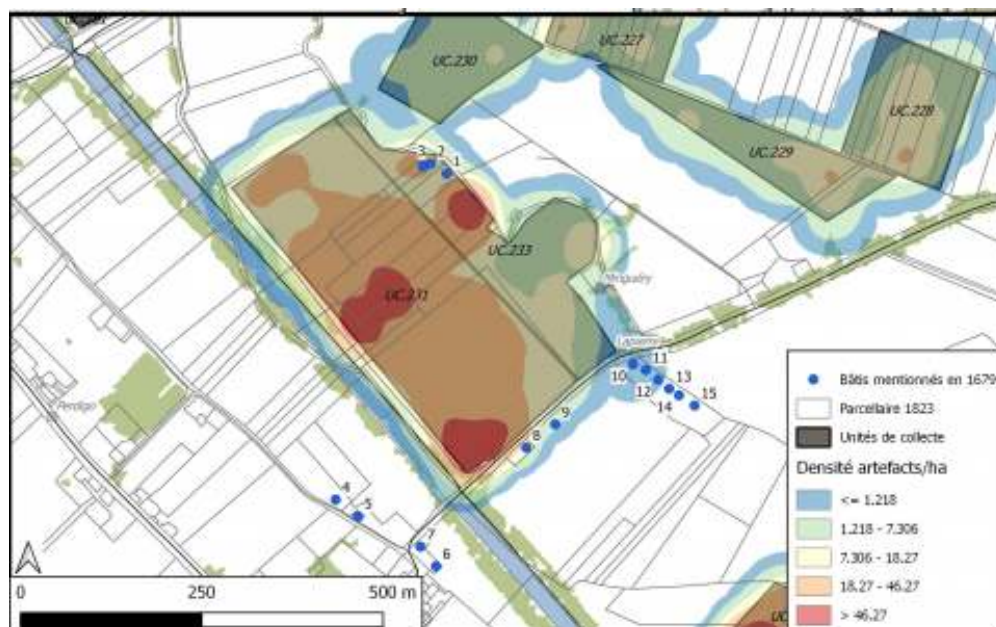 UC.230
UC.227
UC.228
UC.229
3 2 1
UC.233
UC.231
11
10
13
12
15
14
9
8
4
5
7
6
Perdigo
Bâtis mentionnés en 1679
Parcellaire 1823
Unités de collecte
Densité artefacts/ha
<= 1.218
1.218 - 7.306
7.306 - 18.27
18.27 - 46.27
> 46.27
0 250 500 m
UC